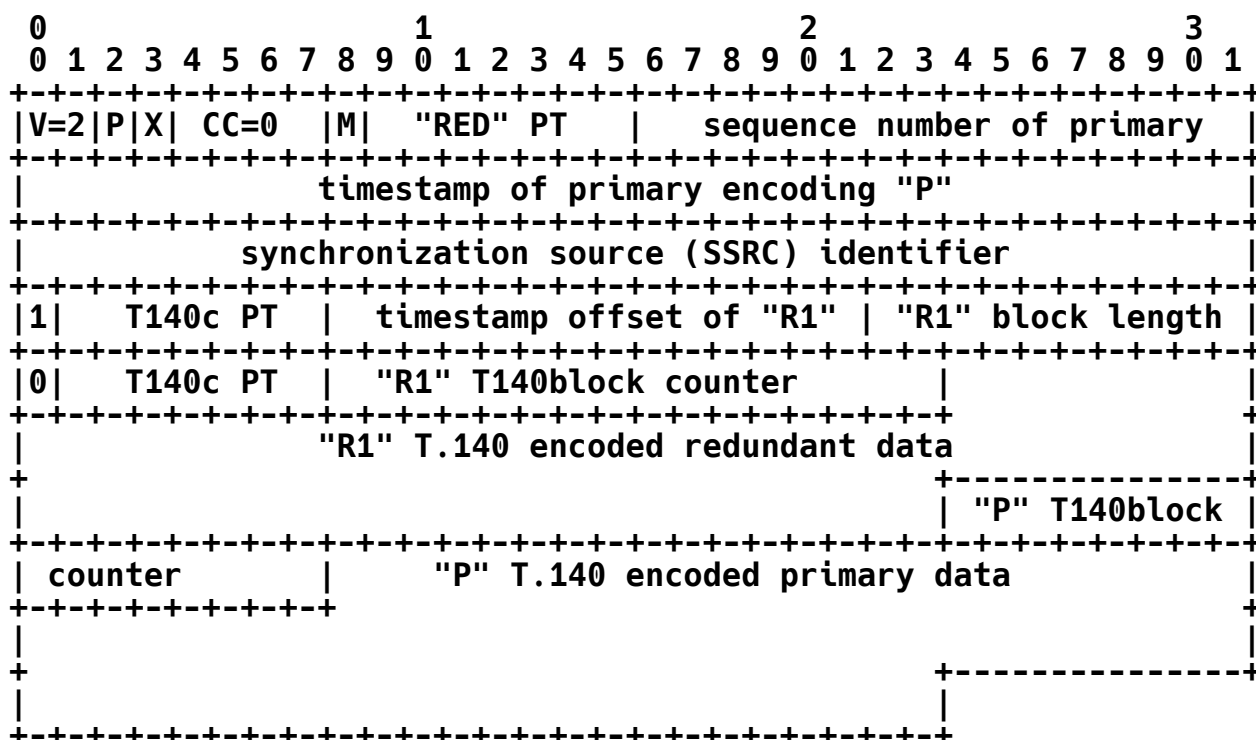 0                   1                   2                   3
 0 1 2 3 4 5 6 7 8 9 0 1 2 3 4 5 6 7 8 9 0 1 2 3 4 5 6 7 8 9 0 1
+-+-+-+-+-+-+-+-+-+-+-+-+-+-+-+-+-+-+-+-+-+-+-+-+-+-+-+-+-+-+-+-+
|V=2|P|X| CC=0  |M|  "RED" PT   |   sequence number of primary  |
+-+-+-+-+-+-+-+-+-+-+-+-+-+-+-+-+-+-+-+-+-+-+-+-+-+-+-+-+-+-+-+-+
|               timestamp of primary encoding "P"               |
+-+-+-+-+-+-+-+-+-+-+-+-+-+-+-+-+-+-+-+-+-+-+-+-+-+-+-+-+-+-+-+-+
|           synchronization source (SSRC) identifier            |
+-+-+-+-+-+-+-+-+-+-+-+-+-+-+-+-+-+-+-+-+-+-+-+-+-+-+-+-+-+-+-+-+
|1|   T140c PT  |  timestamp offset of "R1" | "R1" block length |
+-+-+-+-+-+-+-+-+-+-+-+-+-+-+-+-+-+-+-+-+-+-+-+-+-+-+-+-+-+-+-+-+
|0|   T140c PT  |  "R1" T140block counter       |               |
+-+-+-+-+-+-+-+-+-+-+-+-+-+-+-+-+-+-+-+-+-+-+-+-+               +
|               "R1" T.140 encoded redundant data               |
+                                               +---------------+
|                                               | "P" T140block |
+-+-+-+-+-+-+-+-+-+-+-+-+-+-+-+-+-+-+-+-+-+-+-+-+-+-+-+-+-+-+-+-+
| counter       |     "P" T.140 encoded primary data            |
+-+-+-+-+-+-+-+-+                                               +
|                                                               |
+                                               +---------------+
|                                               |
+-+-+-+-+-+-+-+-+-+-+-+-+-+-+-+-+-+-+-+-+-+-+-+-+